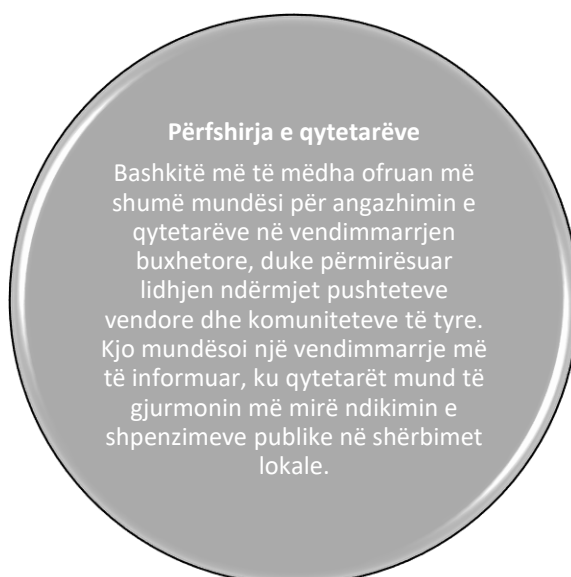 Përfshirja e qytetarëve
Bashkitë më të mëdha ofruan më
shumë mundësi për angazhimin e
qytetarëve në vendimmarrjen
buxhetore, duke përmirësuar
lidhjen ndërmjet pushteteve
vendore dhe komuniteteve të tyre.
Kjo mundësoi një vendimmarrje më
të informuar, ku qytetarët mund të
gjurmonin më mirë ndikimin e
shpenzimeve publike në shërbimet
lokale.